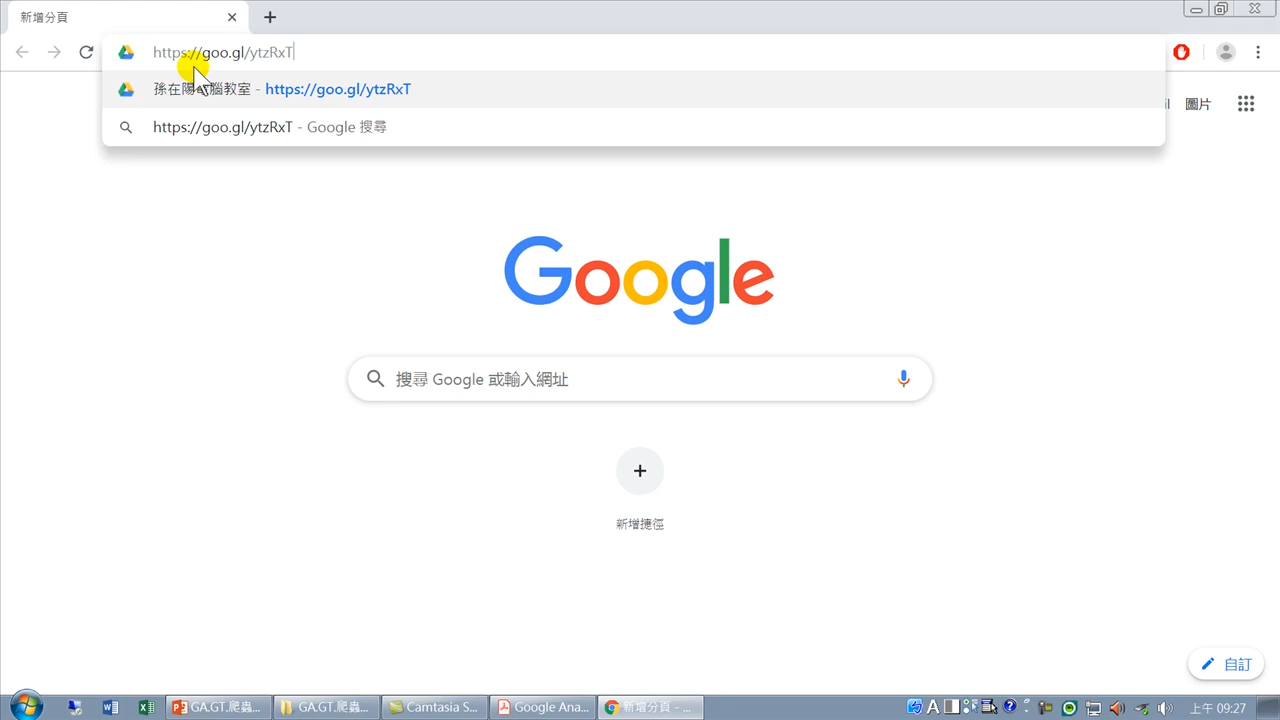 新增分頁
https://goo.gl/ytzRxT
孫在陽電腦教室 - https://goo.gl/ytzRxT
https://goo.gl/ytzRxT - Google 搜尋
圖片
Google
搜尋 Google 或輸入網址
新增捷徑
自訂
GA.GT.爬蟲...
GA.GT.爬蟲...
Camtasia S...
Google Ana...
新增分頁 - ...
A
上午 09:27